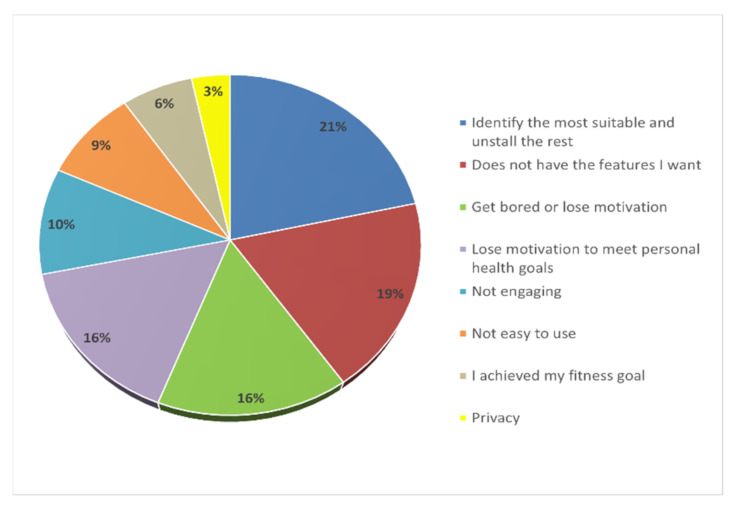 3%
6%
21%
9%
10%
19%
16%
16%
Identify the most suitable and
unstall the rest
Does not have the features I want
Get bored or lose motivation
Lose motivation to meet personal
health goals
Not engaging
Not easy to use
I achieved my fitness goal
Privacy